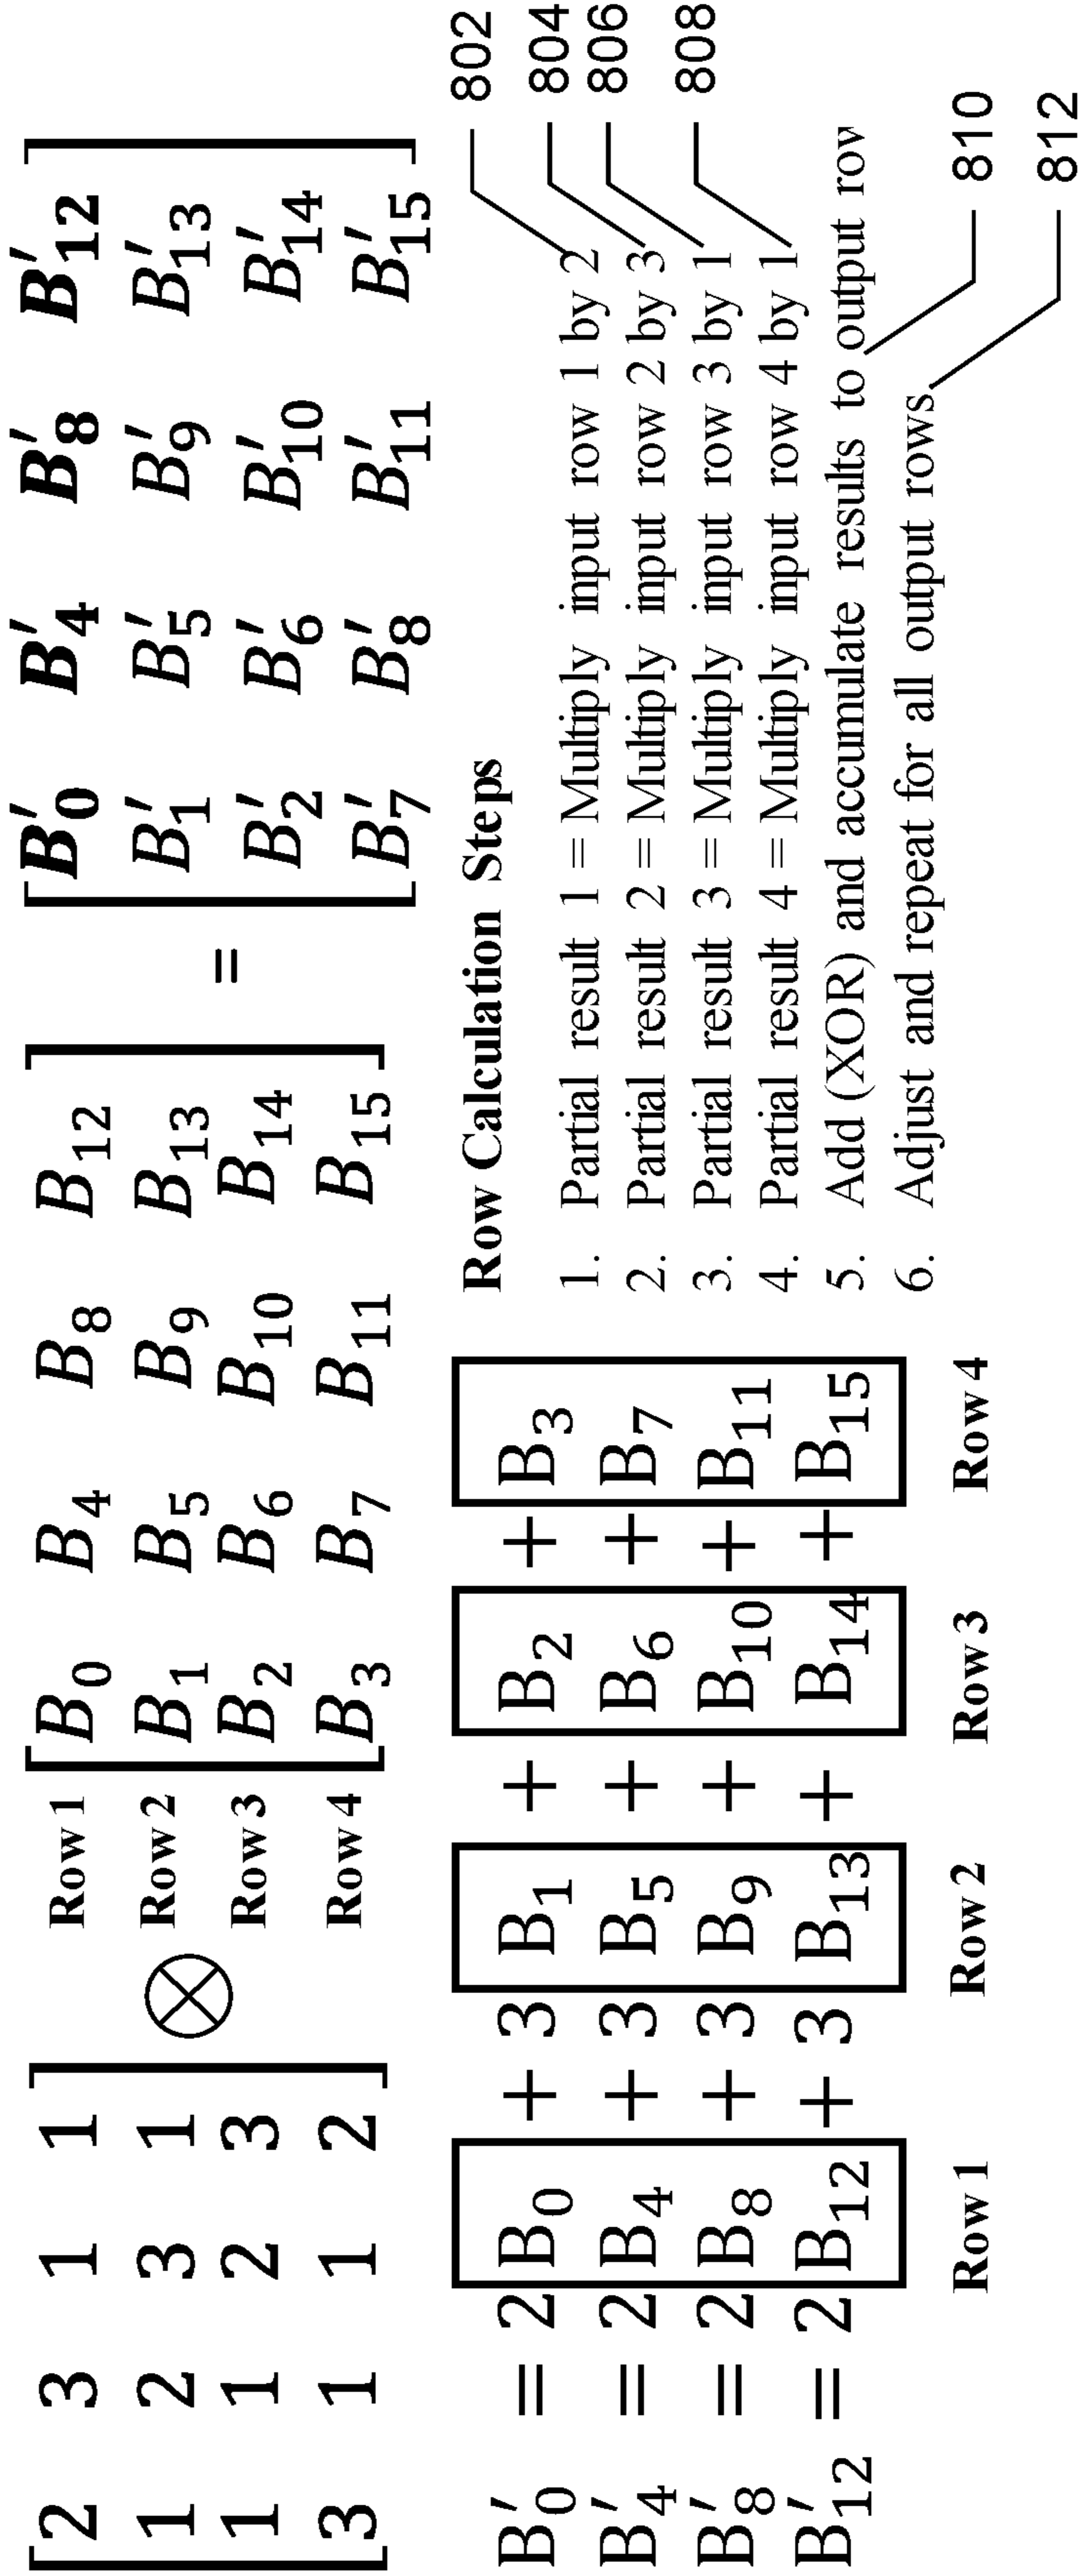 [ 2 3 1 1 ] Row 1 [ B0 B4 B8 B12 ] [ B′0 B′4 B′8 B′12 ]
[ 1 2 3 1 ] ⊗ Row 2 [ B1 B5 B9 B13 ] = [ B′1 B′5 B′9 B′13 ]
[ 1 1 2 3 ] Row 3 [ B2 B6 B10 B14 ] [ B′2 B′6 B′10 B′14 ]
[ 3 1 1 2 ] Row 4 [ B3 B7 B11 B15 ] [ B′7 B′8 B′11 B′15 ]
B′0 = 2 B0 + 3 B1 + B2 + B3
B′4 = 2 B4 + 3 B5 + B6 + B7
B′8 = 2 B8 + 3 B9 + B10 + B11
B′12 = 2 B12 + 3 B13 + B14 + B15
Row 1 Row 2 Row 3 Row 4
Row Calculation Steps
1. Partial result 1 = Multiply input row 1 by 2
2. Partial result 2 = Multiply input row 2 by 3
3. Partial result 3 = Multiply input row 3 by 1
4. Partial result 4 = Multiply input row 4 by 1
5. Add (XOR) and accumulate results to output row
6. Adjust and repeat for all output rows
802
804
806
808
810
812